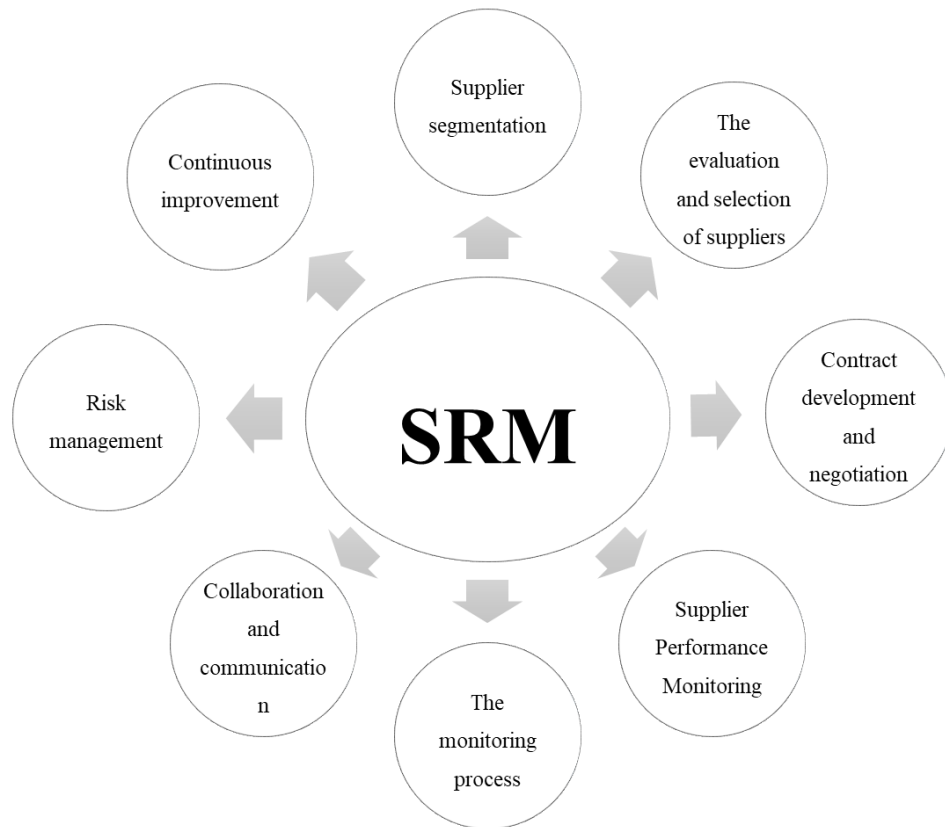 Supplier
segmentation
The
evaluation
and selection
of suppliers
Continuous
improvement
Contract
development
and
negotiation
Risk
management
SRM
Supplier
Performance
Monitoring
Collaboration
and
communicatio
n
The
monitoring
process